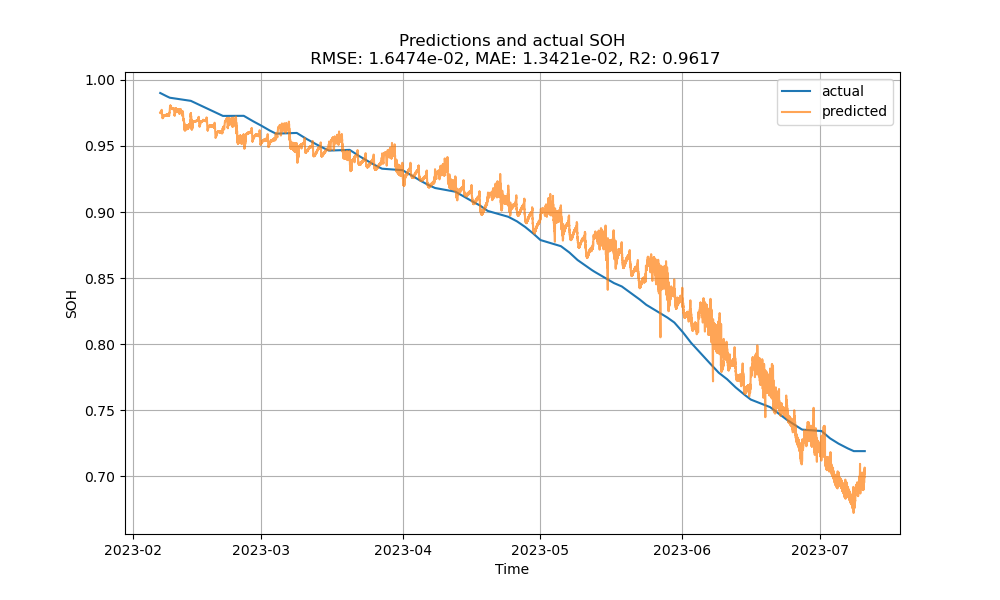 Predictions and actual SOH
RMSE: 1.6474e-02, MAE: 1.3421e-02, R2: 0.9617
actual
predicted
SOH
1.00
0.95
0.90
0.85
0.80
0.75
0.70
2023-02
2023-03
2023-04
2023-05
2023-06
2023-07
Time